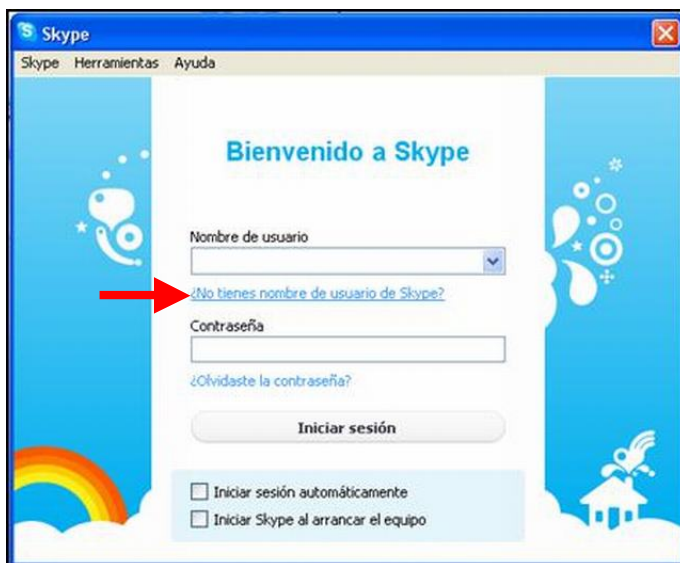 Skype
Skype Herramientas Ayuda
Bienvenido a Skype
Nombre de usuario
¿No tienes nombre de usuario de Skype?
Contraseña
¿Olvidaste la contraseña?
Iniciar sesión
Iniciar sesión automáticamente
Iniciar Skype al arrancar el equipo